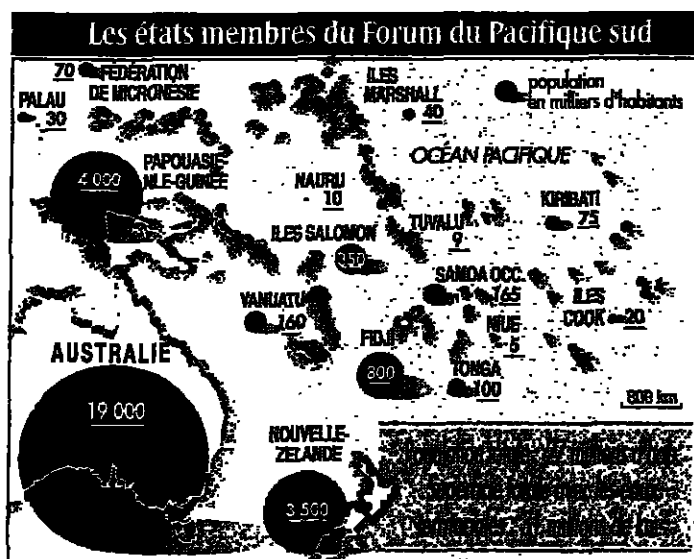 Les états membres du Forum du Pacifique sud
70
FÉDÉRATION
DE MICRONESIE
PALAU
30
ILES
MARSHALL
40
population
en milliers d'habitants
OCÉAN PACIFIQUE
4 000
PAPOUASIE
NLE-GUINÉE
NAURU
10
KIRIBATI
75
TUVALU
9
ILES SALOMON
350
SAMOA OCC.
165
VANUATU
160
ILES
COOK
20
NIUE
5
FIDJI
800
TONGA
100
AUSTRALIE
19 000
800 km
NOUVELLE-
ZELANDE
3 500